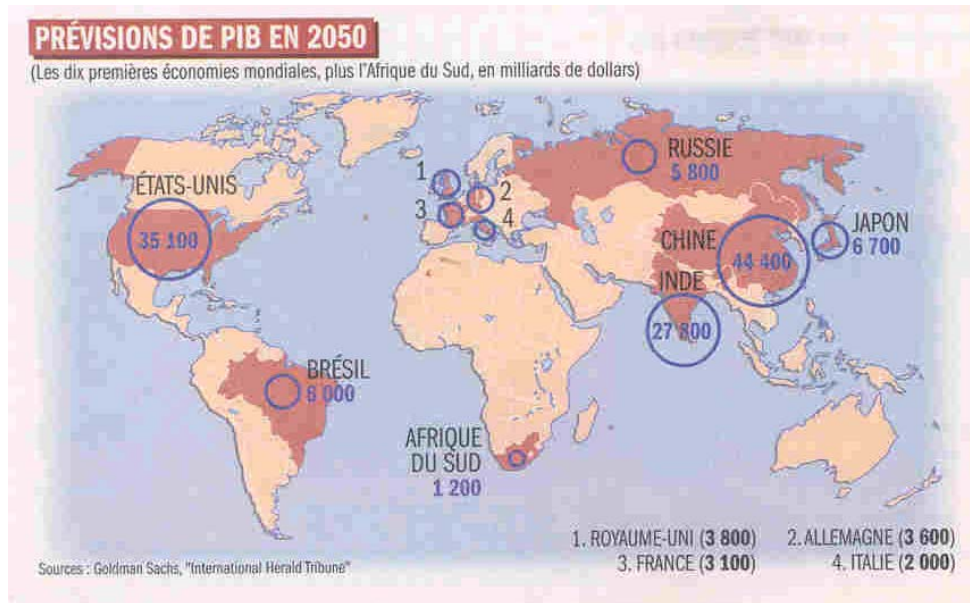 PRÉVISIONS DE PIB EN 2050
(Les dix premières économies mondiales, plus l'Afrique du Sud, en milliards de dollars)
RUSSIE
5 800
1
2
3
4
ÉTATS-UNIS
35 100
JAPON
6 700
CHINE
44 400
INDE
27 800
BRÉSIL
6 000
AFRIQUE
DU SUD
1 200
1. ROYAUME-UNI (3 800) 2. ALLEMAGNE (3 600)
3. FRANCE (3 100) 4. ITALIE (2 000)
Sources : Goldman Sachs, "International Herald Tribune"